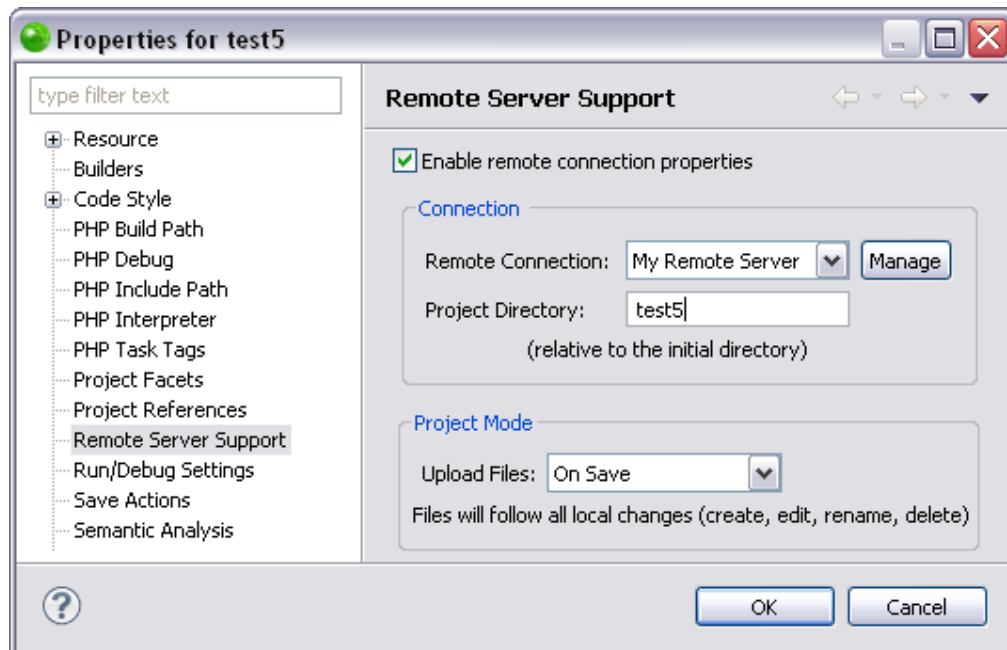 Properties for test5
type filter text
Resource
Builders
Code Style
PHP Build Path
PHP Debug
PHP Include Path
PHP Interpreter
PHP Task Tags
Project Facets
Project References
Remote Server Support
Run/Debug Settings
Save Actions
Semantic Analysis
Remote Server Support
Enable remote connection properties
Connection
Remote Connection: My Remote Server Manage
Project Directory: test5
(relative to the initial directory)
Project Mode
Upload Files: On Save
Files will follow all local changes (create, edit, rename, delete)
? OK Cancel